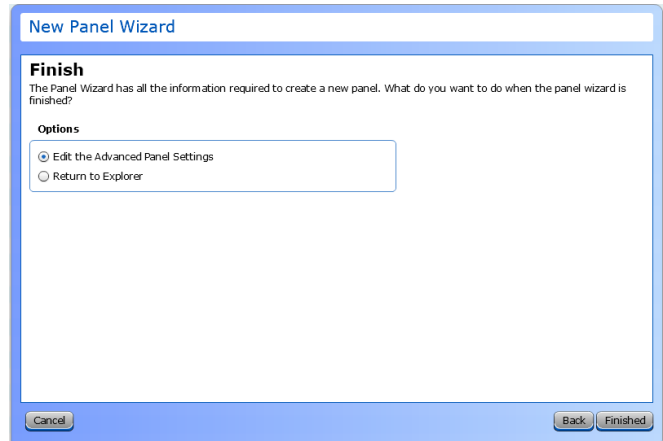 New Panel Wizard
Finish
The Panel Wizard has all the information required to create a new panel. What do you want to do when the panel wizard is
finished?
Options
Edit the Advanced Panel Settings
Return to Explorer
Cancel
Back
Finished